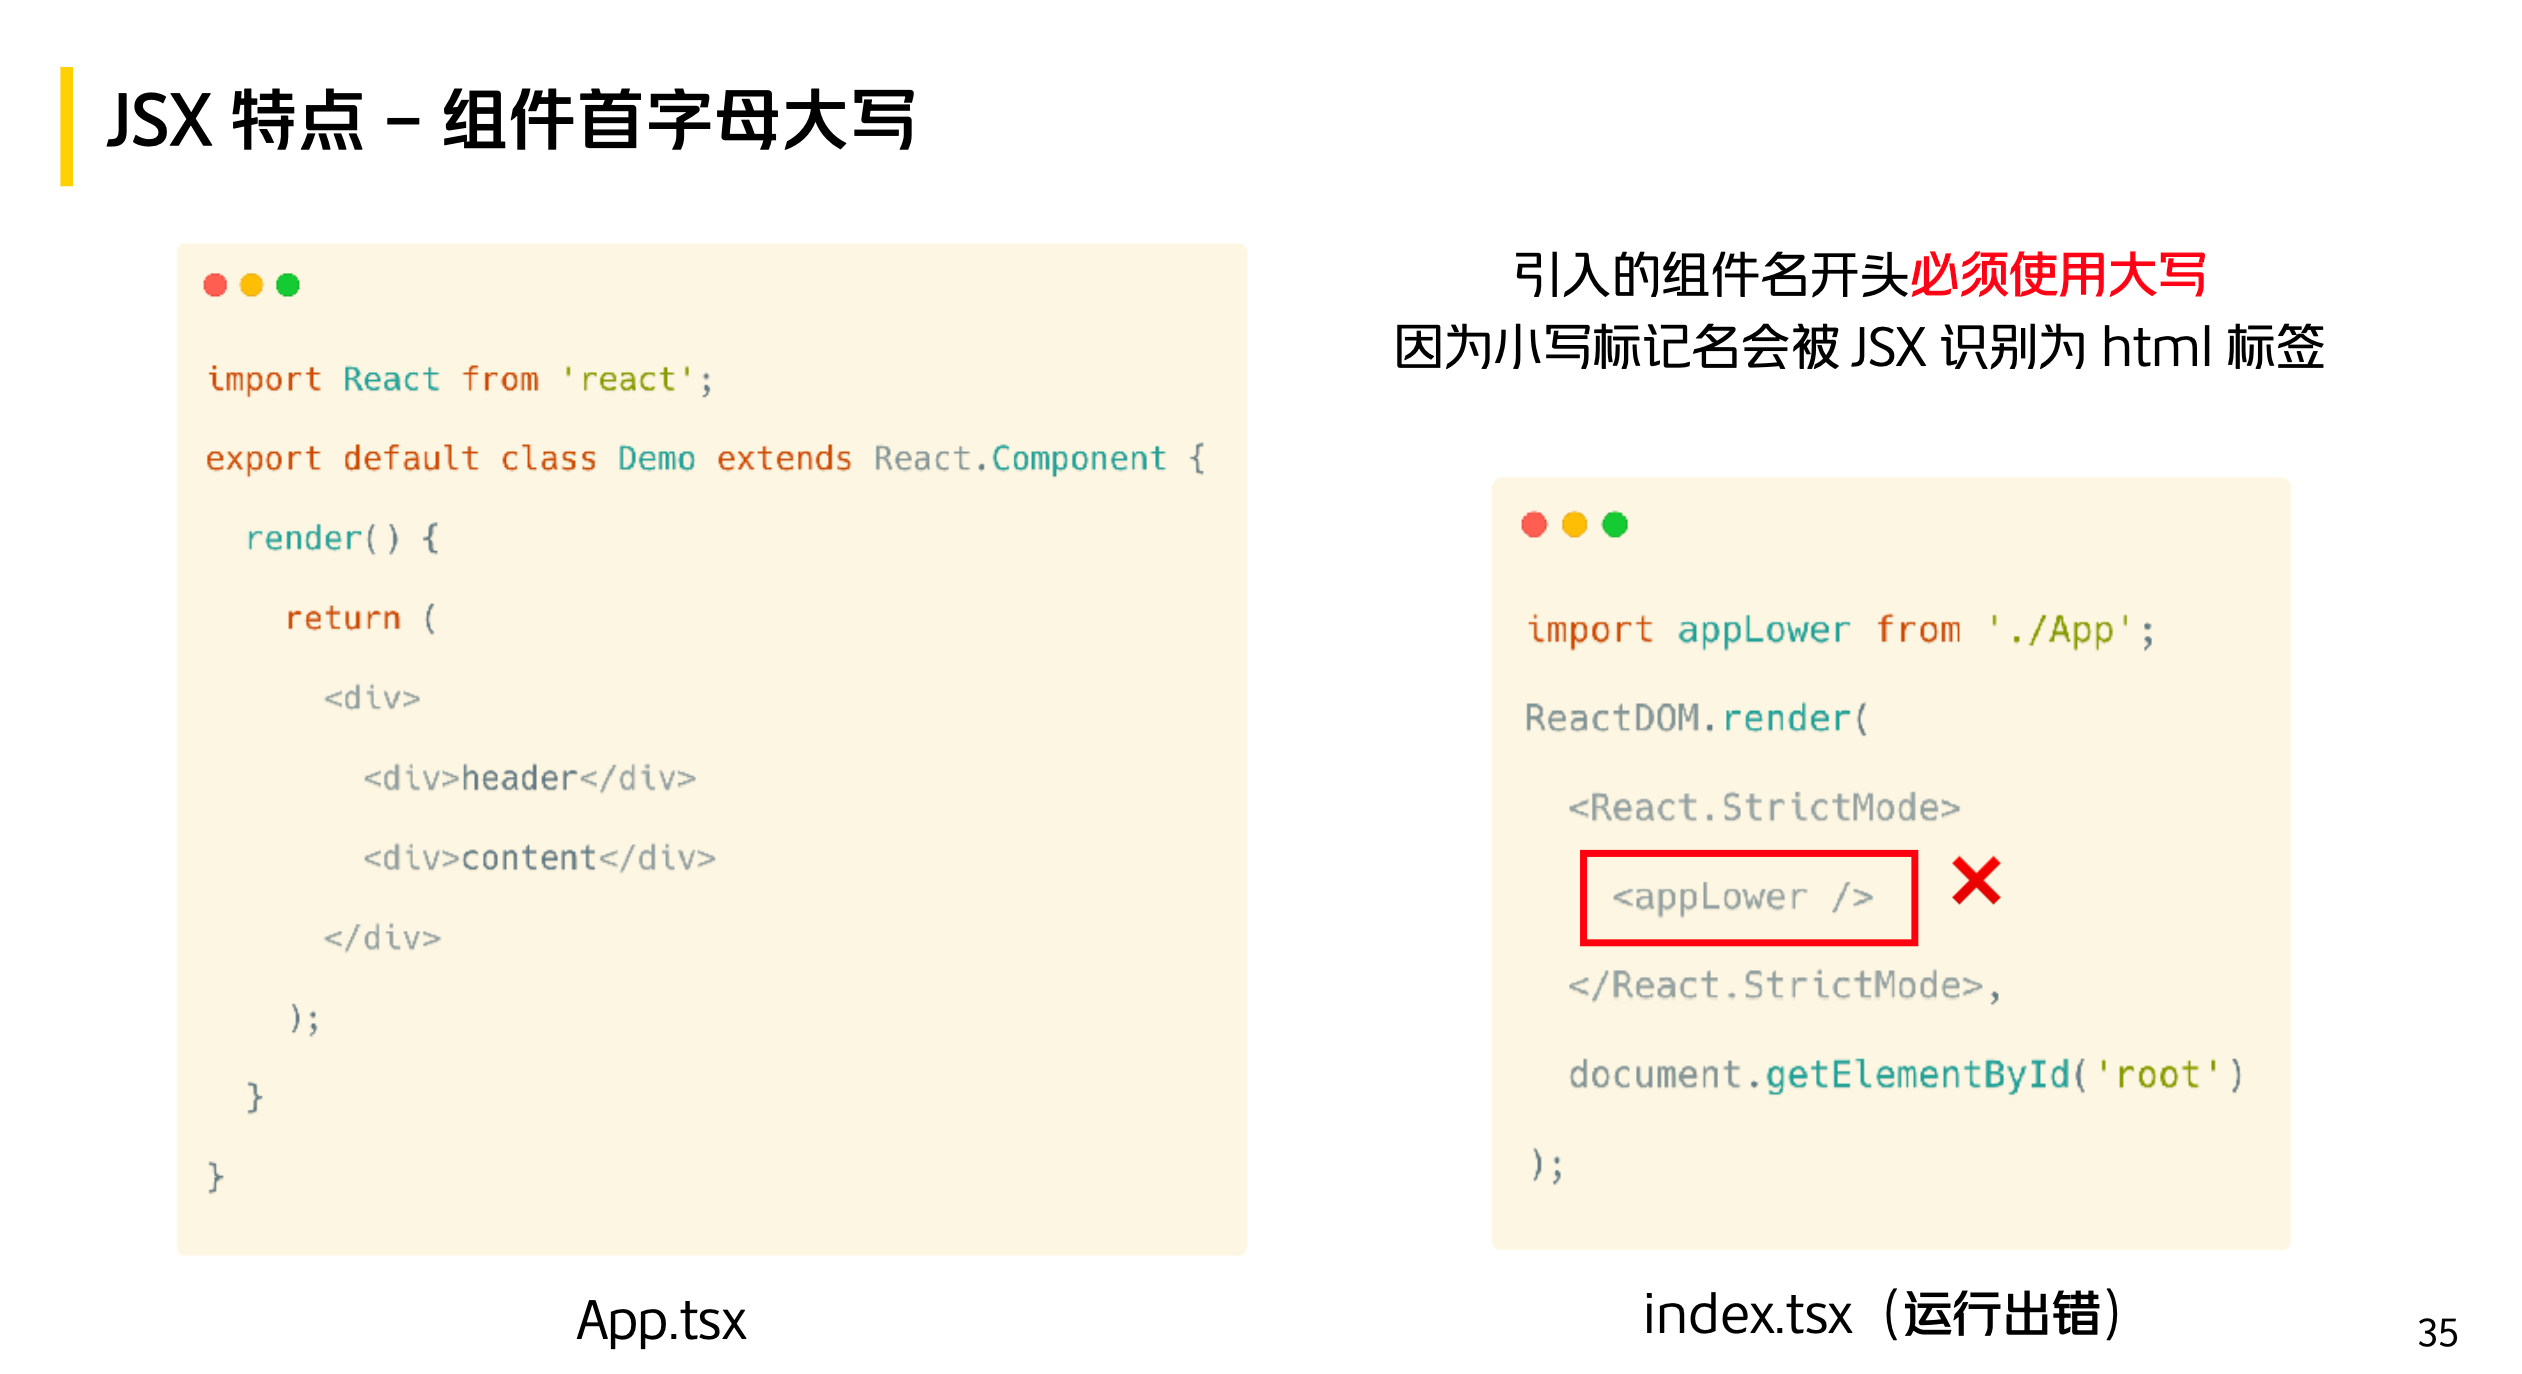 JSX 特点 – 组件首字母大写
import React from 'react';
export default class Demo extends React.Component {
render() {
return (
<div>
<div>header</div>
<div>content</div>
</div>
);
}
}
App.tsx
引入的组件名开头必须使用大写
因为小写标记名会被 JSX 识别为 html 标签
import appLower from './App';
ReactDOM.render(
<React.StrictMode>
<appLower />
</React.StrictMode>,
document.getElementById('root')
);
index.tsx（运行出错）
35